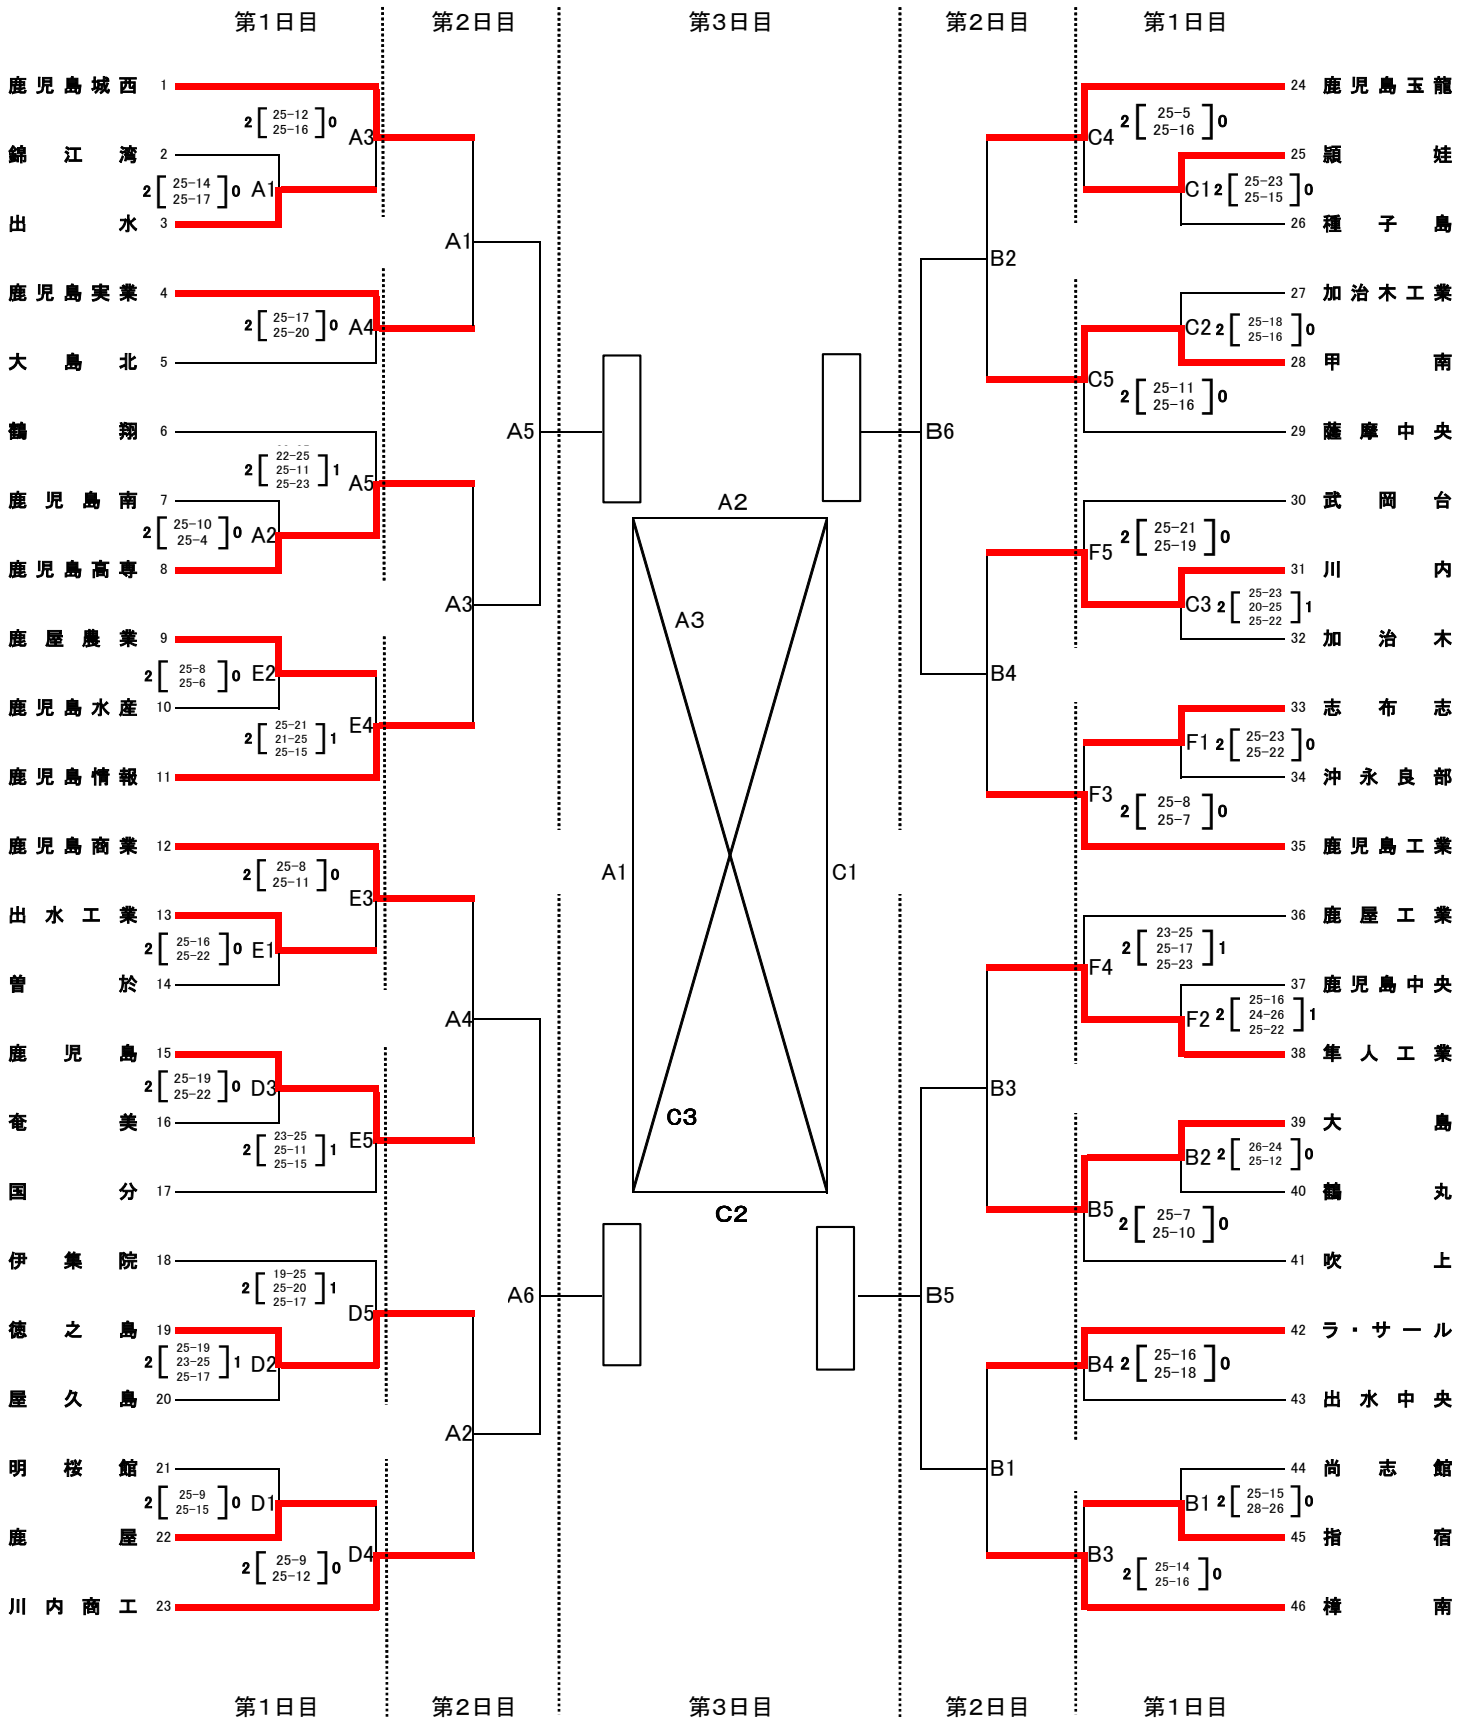 第1日目 第2日目 第3日目 第2日目 第1日目
鹿児島城西 1
2 [ 25-12 25-16 ] 0 A3
錦江湾 2
2 [ 25-14 25-17 ] 0 A1
出水 3
A1
鹿児島実業 4
2 [ 25-17 25-20 ] 0 A4
大島北 5
A5
鶴翔 6
2 [ 22-25 25-11 25-23 ] 1 A5
鹿児島南 7
2 [ 25-10 25-4 ] 0 A2
鹿児島高専 8
A3
鹿屋農業 9
2 [ 25-8 25-6 ] 0 E2
鹿児島水産 10
2 [ 25-21 21-25 25-15 ] 1 E4
鹿児島情報 11
鹿児島商業 12
2 [ 25-8 25-11 ] 0 E3
出水工業 13
2 [ 25-16 25-22 ] 0 E1
曽於 14
A4
鹿児島 15
2 [ 25-19 25-22 ] 0 D3
奄美 16
2 [ 23-25 25-11 25-15 ] 1 E5
国分 17
伊集院 18
2 [ 19-25 25-20 25-17 ] 1 D5
A6
徳之島 19
2 [ 25-19 23-25 25-17 ] 1 D2
屋久島 20
A2
明桜館 21
2 [ 25-9 25-15 ] 0 D1
鹿屋 22
2 [ 25-9 25-12 ] 0 D4
川内商工 23
A2
A3
A1
C1
C3
C2
24 鹿児島玉龍
C4 2 [ 25-5 25-16 ] 0
25 頴娃
C1 2 [ 25-23 25-15 ] 0
26 種子島
B2
27 加治木工業
C2 2 [ 25-18 25-16 ] 0
28 甲南
C5 2 [ 25-11 25-16 ] 0
29 薩摩中央
B6
30 武岡台
F5 2 [ 25-21 25-19 ] 0
31 川内
C3 2 [ 25-23 20-25 25-22 ] 1
32 加治木
B4
33 志布志
F1 2 [ 25-23 25-22 ] 0
34 沖永良部
F3 2 [ 25-8 25-7 ] 0
35 鹿児島工業
36 鹿屋工業
F4 2 [ 23-25 25-17 25-23 ] 1
37 鹿児島中央
F2 2 [ 25-16 24-26 25-22 ] 1
38 隼人工業
B3
39 大島
B2 2 [ 26-24 25-12 ] 0
40 鶴丸
B5 2 [ 25-7 25-10 ] 0
41 吹上
B5
42 ラ・サール
B4 2 [ 25-16 25-18 ] 0
43 出水中央
B1
44 尚志館
B1 2 [ 25-15 28-26 ] 0
45 指宿
B3 2 [ 25-14 25-16 ] 0
46 樟南
第1日目 第2日目 第3日目 第2日目 第1日目